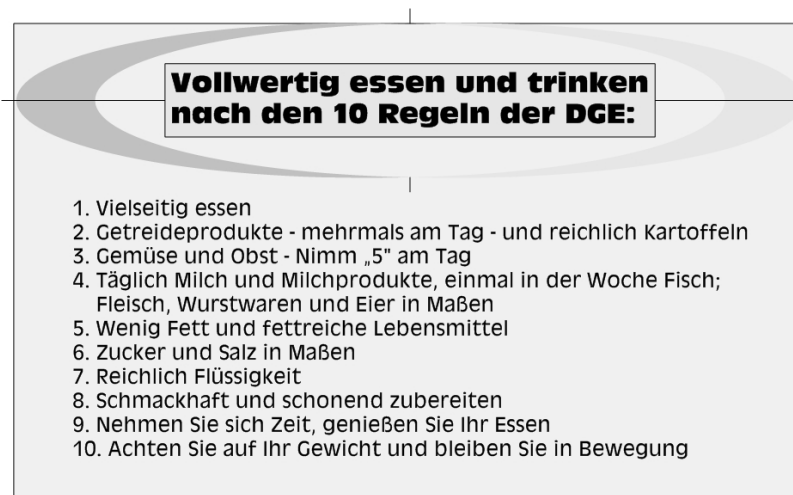 Vollwertig essen und trinken
nach den 10 Regeln der DGE:
1. Vielseitig essen
2. Getreideprodukte - mehrmals am Tag - und reichlich Kartoffeln
3. Gemüse und Obst - Nimm „5" am Tag
4. Täglich Milch und Milchprodukte, einmal in der Woche Fisch;
Fleisch, Wurstwaren und Eier in Maßen
5. Wenig Fett und fettreiche Lebensmittel
6. Zucker und Salz in Maßen
7. Reichlich Flüssigkeit
8. Schmackhaft und schonend zubereiten
9. Nehmen Sie sich Zeit, genießen Sie Ihr Essen
10. Achten Sie auf Ihr Gewicht und bleiben Sie in Bewegung